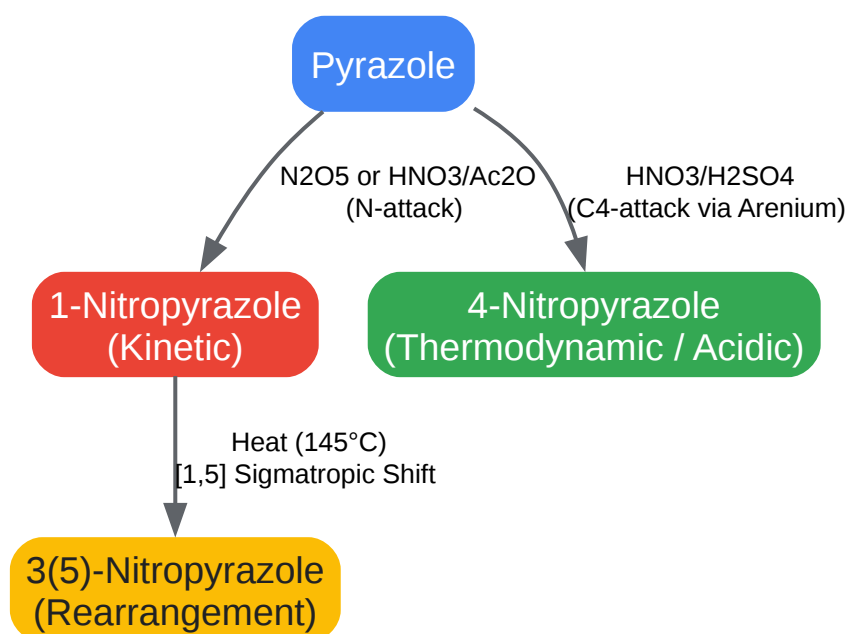 Pyrazole
N2O5 or HNO3/Ac2O
(N-attack)
HNO3/H2SO4
(C4-attack via Arenium)
1-Nitropyrazole
(Kinetic)
4-Nitropyrazole
(Thermodynamic / Acidic)
Heat (145°C)
[1,5] Sigmatropic Shift
3(5)-Nitropyrazole
(Rearrangement)